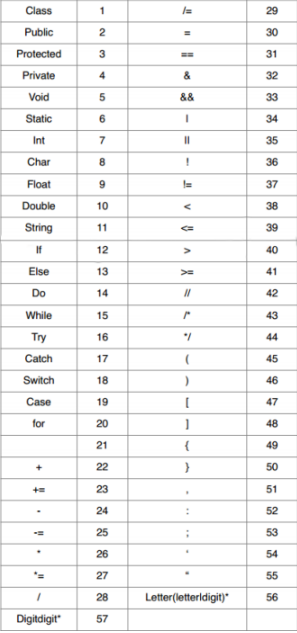 Class 1 /= 29
Public 2 = 30
Protected 3 == 31
Private 4 & 32
Void 5 && 33
Static 6 | 34
Int 7 || 35
Char 8 ! 36
Float 9 != 37
Double 10 < 38
String 11 <= 39
If 12 > 40
Else 13 >= 41
Do 14 // 42
While 15 /* 43
Try 16 */ 44
Catch 17 ( 45
Switch 18 ) 46
Case 19 [ 47
for 20 ] 48
21 { 49
+ 22 } 50
+= 23 , 51
- 24 : 52
-= 25 ; 53
* 26 ‘ 54
*= 27 “ 55
/ 28 Letter(letter|digit)* 56
Digitdigit* 57